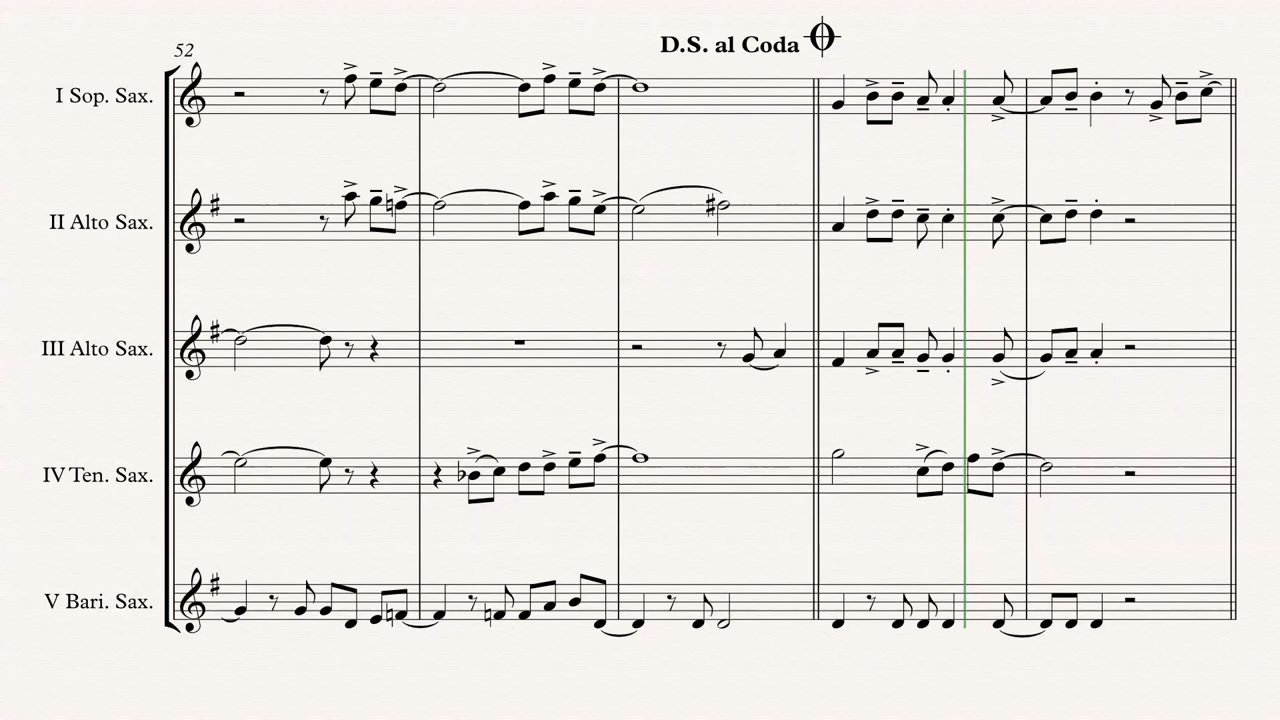 52
D.S. al Coda
I Sop. Sax.
II Alto Sax.
III Alto Sax.
IV Ten. Sax.
V Bari. Sax.